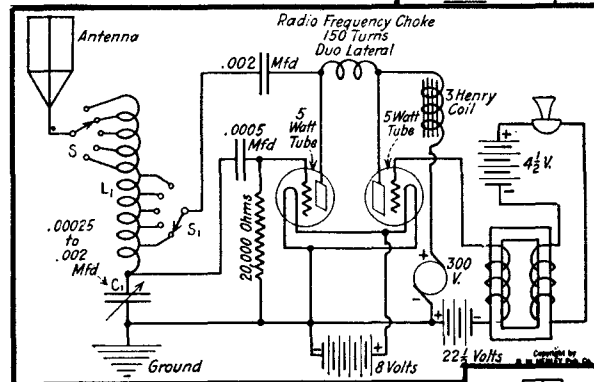 Antenna
Radio Frequency Choke
150 Turns
Duo Lateral
.002
Mfd
3 Henry
Coil
5
Watt
Tube
5 Watt
Tube
.0005
Mfd
4½ V.
S
L₁
S₁
.00025
to
.002
Mfd
C₁
20,000 Ohms
300
V.
+
-
+
-
+
-
-
+
8 Volts
+
-
22½ Volts
Ground
Copyright by